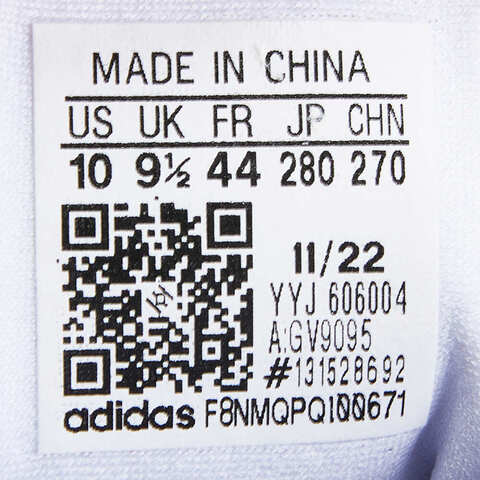 MADE IN CHINA
US UK FR JP CHN
10 9½ 44 280 270
11/22
YYJ 606004
A:GV9095
#131528692
adidas F8NMQPQI00671